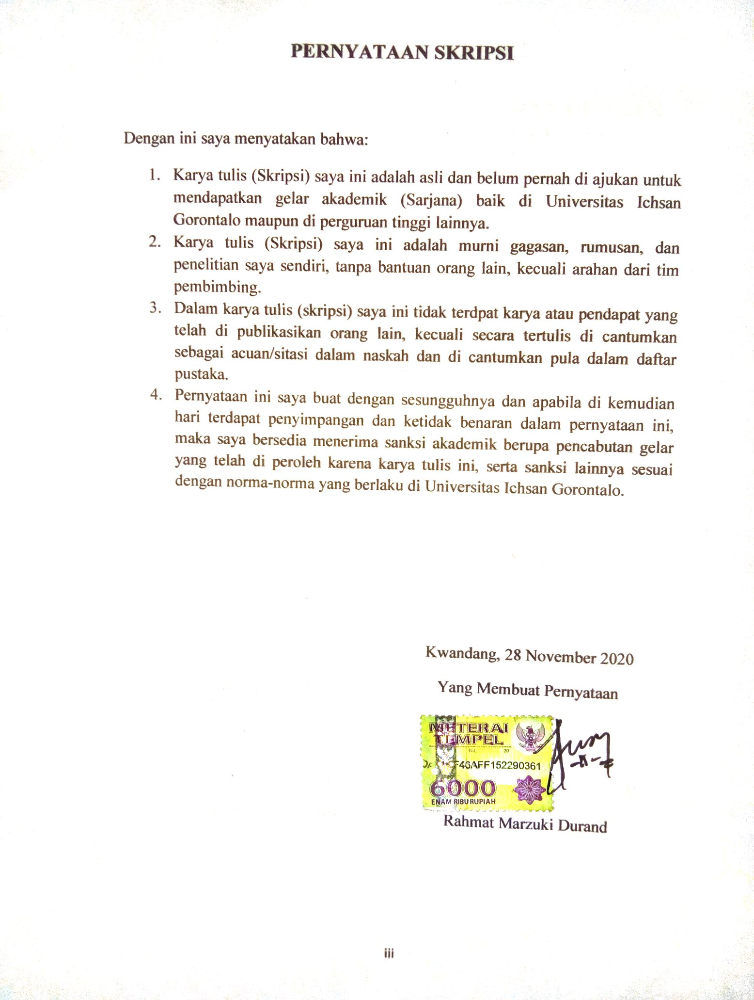 PERNYATAAN SKRIPSI
Dengan ini saya menyatakan bahwa:
1. Karya tulis (Skripsi) saya ini adalah asli dan belum pernah di ajukan untuk
mendapatkan gelar akademik (Sarjana) baik di Universitas Ichsan
Gorontalo maupun di perguruan tinggi lainnya.
2. Karya tulis (Skripsi) saya ini adalah murni gagasan, rumusan, dan
penelitian saya sendiri, tanpa bantuan orang lain, kecuali arahan dari tim
pembimbing.
3. Dalam karya tulis (skripsi) saya ini tidak terdpat karya atau pendapat yang
telah di publikasikan orang lain, kecuali secara tertulis di cantumkan
sebagai acuan/sitasi dalam naskah dan di cantumkan pula dalam daftar
pustaka.
4. Pernyataan ini saya buat dengan sesungguhnya dan apabila di kemudian
hari terdapat penyimpangan dan ketidak benaran dalam pernyataan ini,
maka saya bersedia menerima sanksi akademik berupa pencabutan gelar
yang telah di peroleh karena karya tulis ini, serta sanksi lainnya sesuai
dengan norma-norma yang berlaku di Universitas Ichsan Gorontalo.
Kwandang, 28 November 2020
Yang Membuat Pernyataan
METERAI
TEMPEL
TGL. 20
F46AFF152290361
6000
ENAM RIBU RUPIAH
Rahmat Marzuki Durand
iii